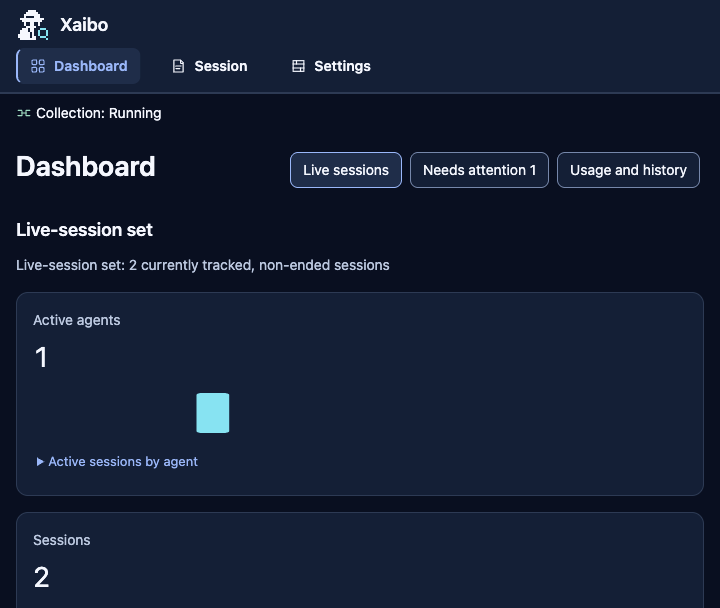 Xaibo
Dashboard
Session
Settings
Collection: Running
Dashboard
Live sessions
Needs attention 1
Usage and history
Live-session set
Live-session set: 2 currently tracked, non-ended sessions
Active agents
1
Active sessions by agent
Sessions
2